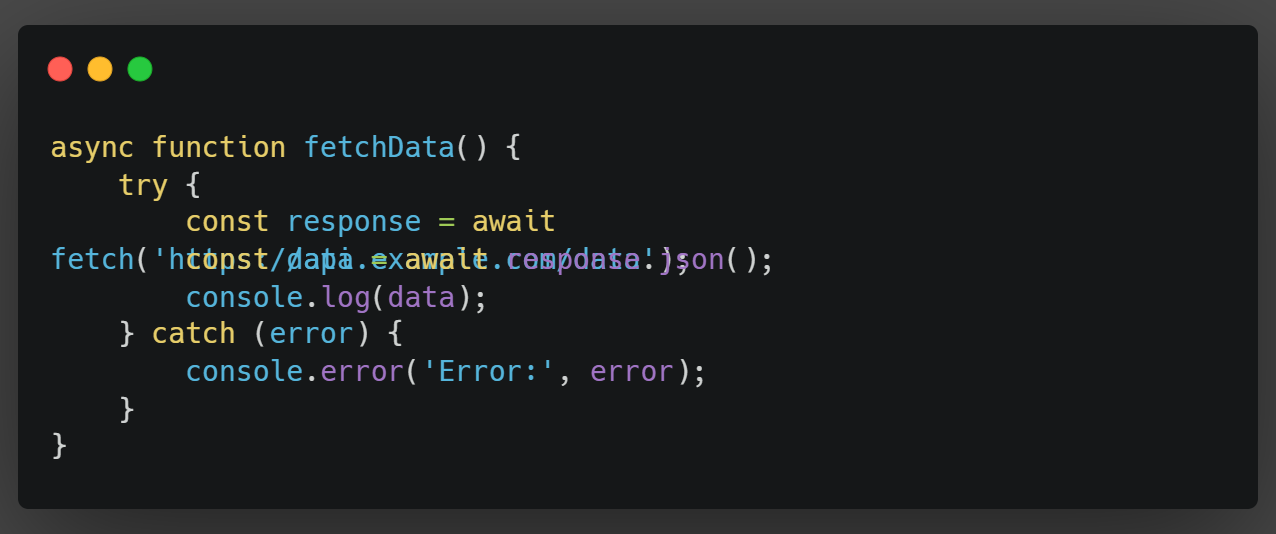 async function fetchData() {
    try {
        const response = await
fetch('https://api.example.com/data');
        const data = await response.json();
        console.log(data);
    } catch (error) {
        console.error('Error:', error);
    }
}